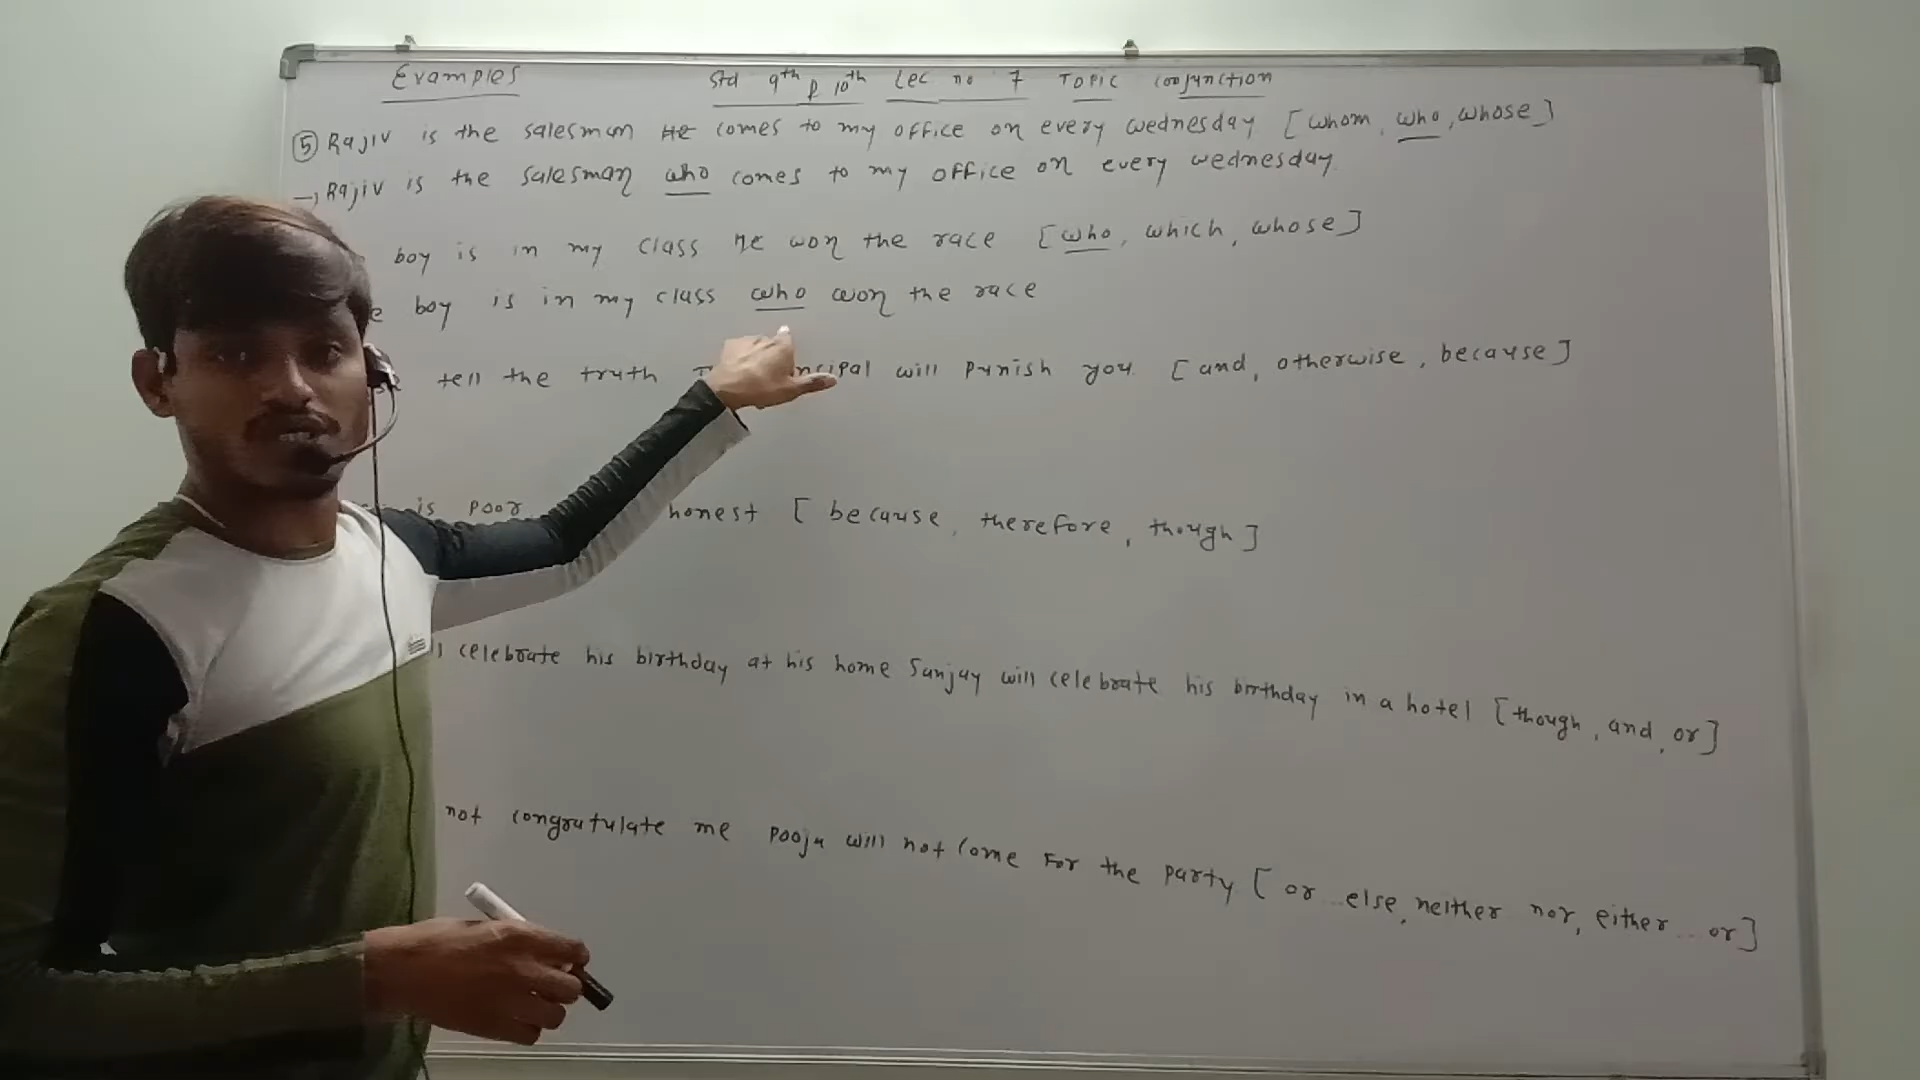 Examples Std 9th & 10th Lec no 7 Topic conjunction
⑤ Rajiv is the salesman He comes to my office on every wednesday [whom, who, whose]
→ Rajiv is the salesman who comes to my office on every wednesday.
boy is in my class He won the race [who, which, whose]
boy is in my class who won the race
tell the truth will punish you. [and, otherwise, because]
is poor. honest [because, therefore, though]
celebrate his birthday at his home Sanjay will celebrate his birthday in a hotel [though, and, or]
not congratulate me Pooja will not come for the party [or...else, neither nor, either...or]